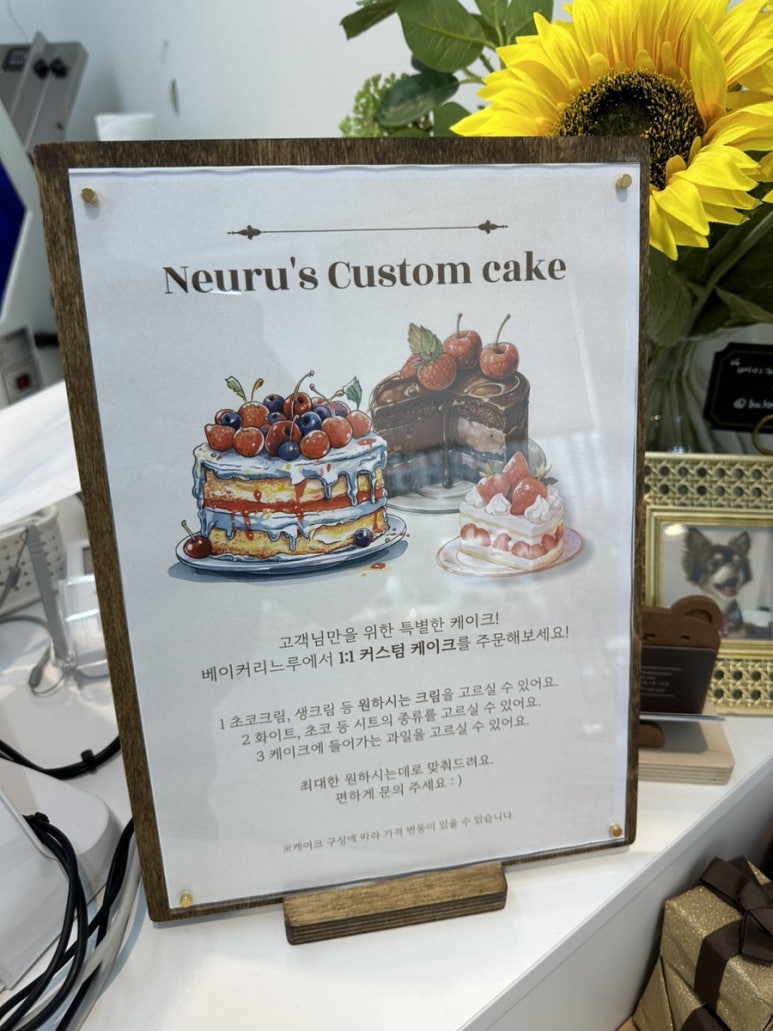 Neuru's Custom cake
고객님만을 위한 특별한 케이크!
베이커리느루에서 1:1 커스텀 케이크를 주문해보세요!
1 초코크림, 생크림 등 원하시는 크림을 고르실 수 있어요.
2 화이트, 초코 등 시트의 종류를 고르실 수 있어요.
3 케이크에 들어가는 과일을 고르실 수 있어요.
최대한 원하시는데로 맞춰드려요.
편하게 문의 주세요 : )
※케이크 구성에 따라 가격 변동이 있을 수 있습니다.